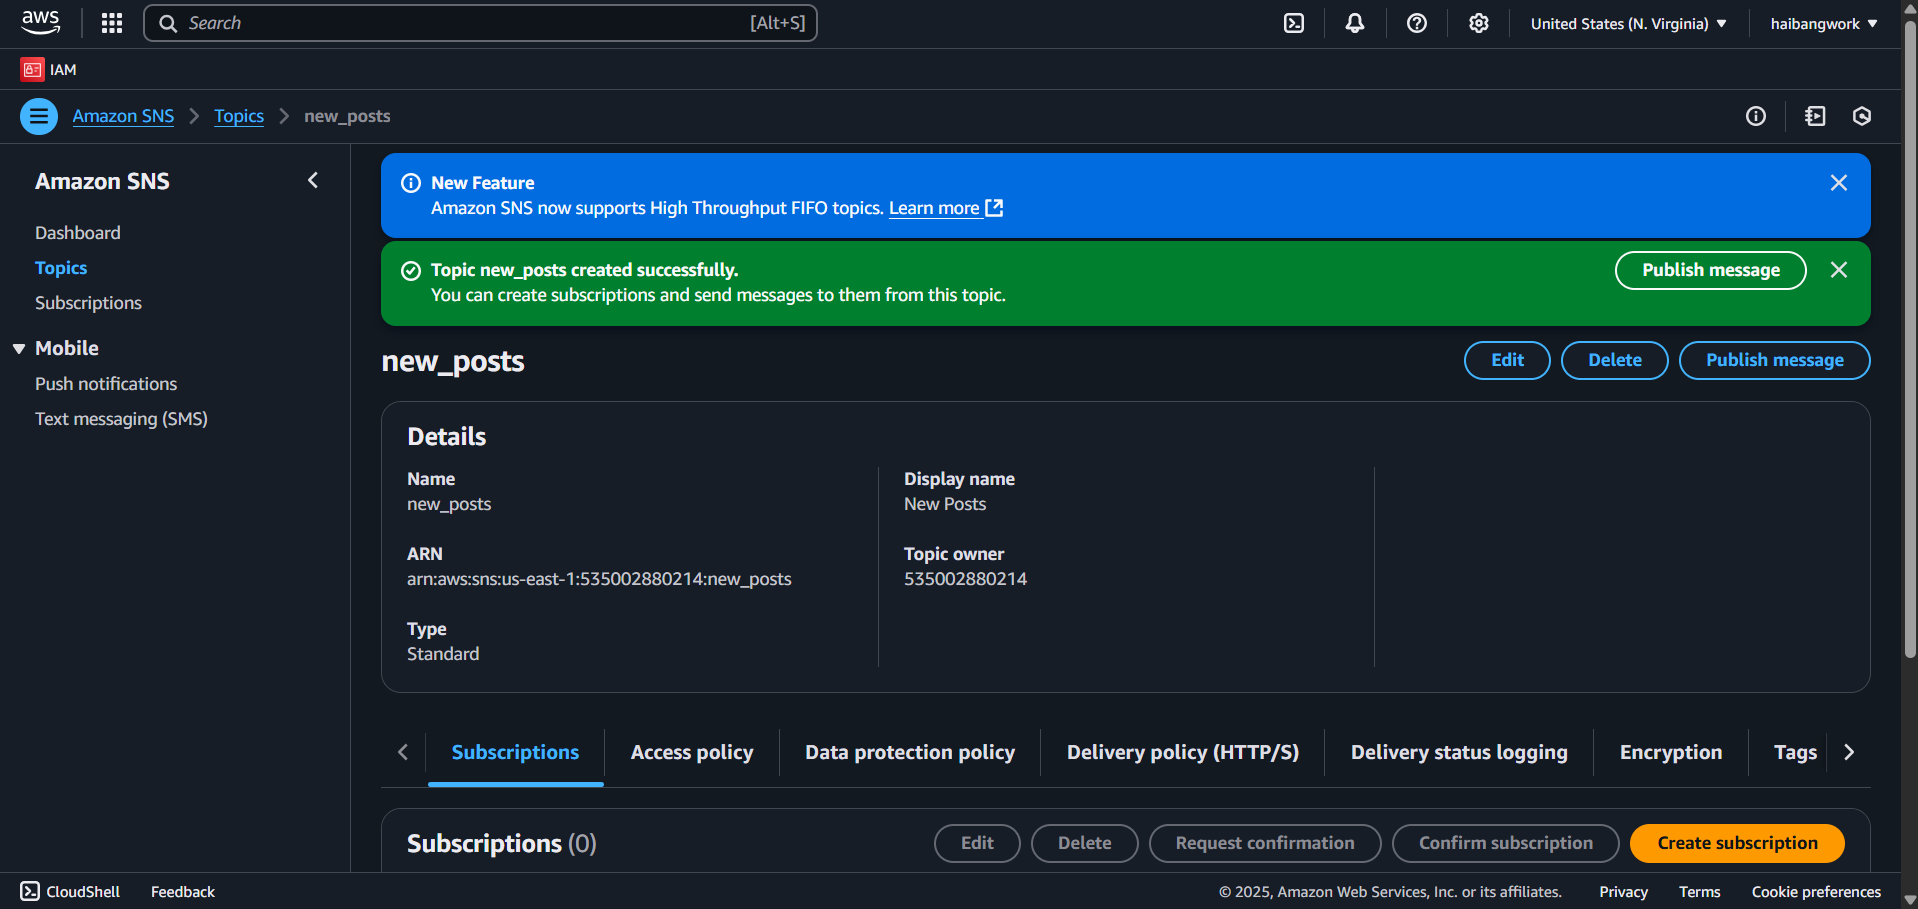 aws
Search [Alt+S]
United States (N. Virginia)
haibangwork
IAM
Amazon SNS
Topics
new_posts
Amazon SNS
Dashboard
Topics
Subscriptions
Mobile
Push notifications
Text messaging (SMS)
New Feature
Amazon SNS now supports High Throughput FIFO topics. Learn more
Topic new_posts created successfully.
You can create subscriptions and send messages to them from this topic.
Publish message
new_posts
Edit
Delete
Publish message
Details
Name
new_posts
Display name
New Posts
ARN
arn:aws:sns:us-east-1:535002880214:new_posts
Topic owner
535002880214
Type
Standard
Subscriptions
Access policy
Data protection policy
Delivery policy (HTTP/S)
Delivery status logging
Encryption
Tags
Subscriptions (0)
Edit
Delete
Request confirmation
Confirm subscription
Create subscription
CloudShell
Feedback
© 2025, Amazon Web Services, Inc. or its affiliates.
Privacy
Terms
Cookie preferences